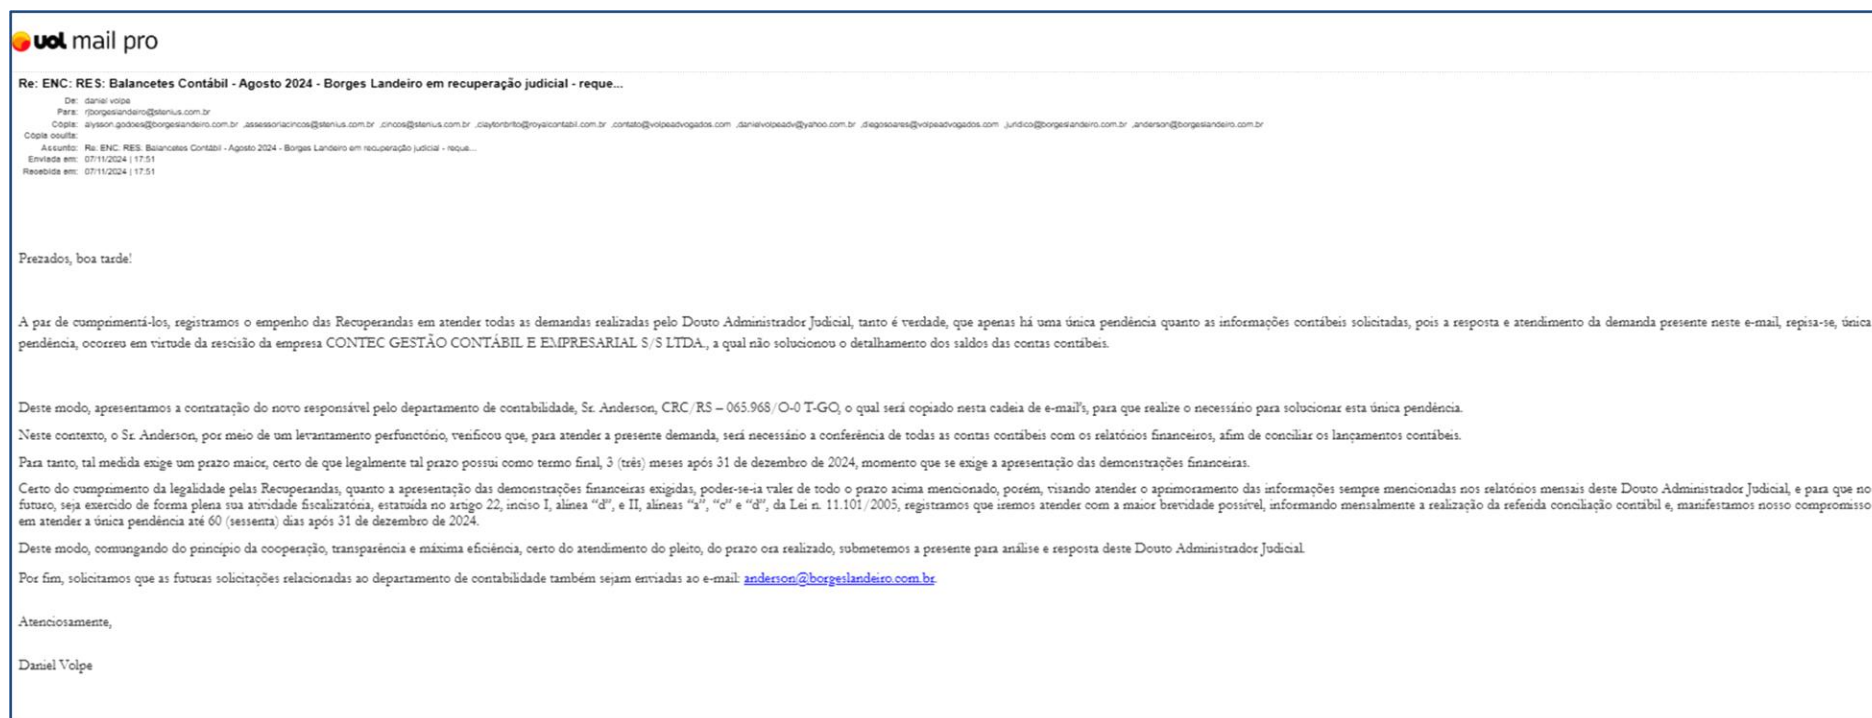 uol mail pro
Re: ENC: RES: Balancetes Contábil - Agosto 2024 - Borges Landeiro em recuperação judicial - reque...
De: daniel volpe
Para: rjborgeslandeiro@stenius.com.br
Cópia: alysson.godoes@borgeslandeiro.com.br ,assessoriacincos@stenius.com.br ,cincos@stenius.com.br ,claytonbrito@royalcontabil.com.br ,contato@volpeadvogados.com ,danielvolpeadv@yahoo.com.br ,diegosoares@volpeadvogados.com ,juridico@borgeslandeiro.com.br ,anderson@borgeslandeiro.com.br
Cópia oculta:
Assunto: Re: ENC: RES: Balancetes Contábil - Agosto 2024 - Borges Landeiro em recuperação judicial - reque...
Enviada em: 07/11/2024 | 17:51
Recebida em: 07/11/2024 | 17:51
Prezados, boa tarde!
A par de cumprimentá-los, registramos o empenho das Recuperandas em atender todas as demandas realizadas pelo Douto Administrador Judicial, tanto é verdade, que apenas há uma única pendência quanto as informações contábeis solicitadas, pois a resposta e atendimento da demanda presente neste e-mail, repisa-se, única
pendência, ocorreu em virtude da rescisão da empresa CONTEC GESTÃO CONTÁBIL E EMPRESARIAL S/S LTDA., a qual não solucionou o detalhamento dos saldos das contas contábeis.
Deste modo, apresentamos a contratação do novo responsável pelo departamento de contabilidade, Sr. Anderson, CRC/RS – 065.968/O-0 T-GO, o qual será copiado nesta cadeia de e-mail's, para que realize o necessário para solucionar esta única pendência.
Neste contexto, o Sr. Anderson, por meio de um levantamento perfunctório, verificou que, para atender a presente demanda, será necessário a conferência de todas as contas contábeis com os relatórios financeiros, afim de conciliar os lançamentos contábeis.
Para tanto, tal medida exige um prazo maior, certo de que legalmente tal prazo possui como termo final, 3 (três) meses após 31 de dezembro de 2024, momento que se exige a apresentação das demonstrações financeiras.
Certo do cumprimento da legalidade pelas Recuperandas, quanto a apresentação das demonstrações financeiras exigidas, poder-se-ia valer de todo o prazo acima mencionado, porém, visando atender o aprimoramento das informações sempre mencionadas nos relatórios mensais deste Douto Administrador Judicial, e para que no
futuro, seja exercido de forma plena sua atividade fiscalizatória, estatuída no artigo 22, inciso I, alínea "d", e II, alíneas "a", "c" e "d", da Lei n. 11.101/2005, registramos que iremos atender com a maior brevidade possível, informando mensalmente a realização da referida conciliação contábil e, manifestamos nosso compromisso
em atender a única pendência até 60 (sessenta) dias após 31 de dezembro de 2024.
Deste modo, comungando do princípio da cooperação, transparência e máxima eficiência, certo do atendimento do pleito, do prazo ora realizado, submetemos a presente para análise e resposta deste Douto Administrador Judicial.
Por fim, solicitamos que as futuras solicitações relacionadas ao departamento de contabilidade também sejam enviadas ao e-mail: anderson@borgeslandeiro.com.br.
Atenciosamente,
Daniel Volpe